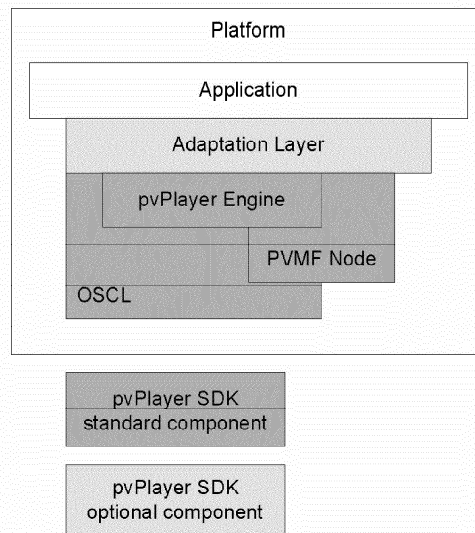 Platform
Application
Adaptation Layer
pvPlayer Engine
PVMF Node
OSCL
pvPlayer SDK
standard component
pvPlayer SDK
optional component